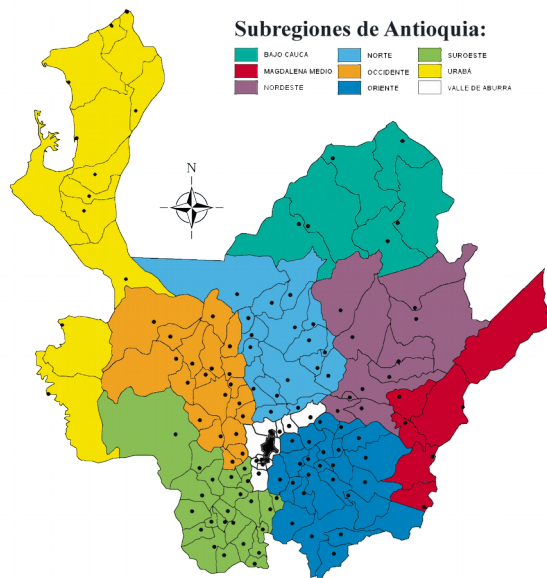 Subregiones de Antioquia:
BAJO CAUCA NORTE SUROESTE
MAGDALENA MEDIO OCCIDENTE URABÁ
NORDESTE ORIENTE VALLE DE ABURRA
N